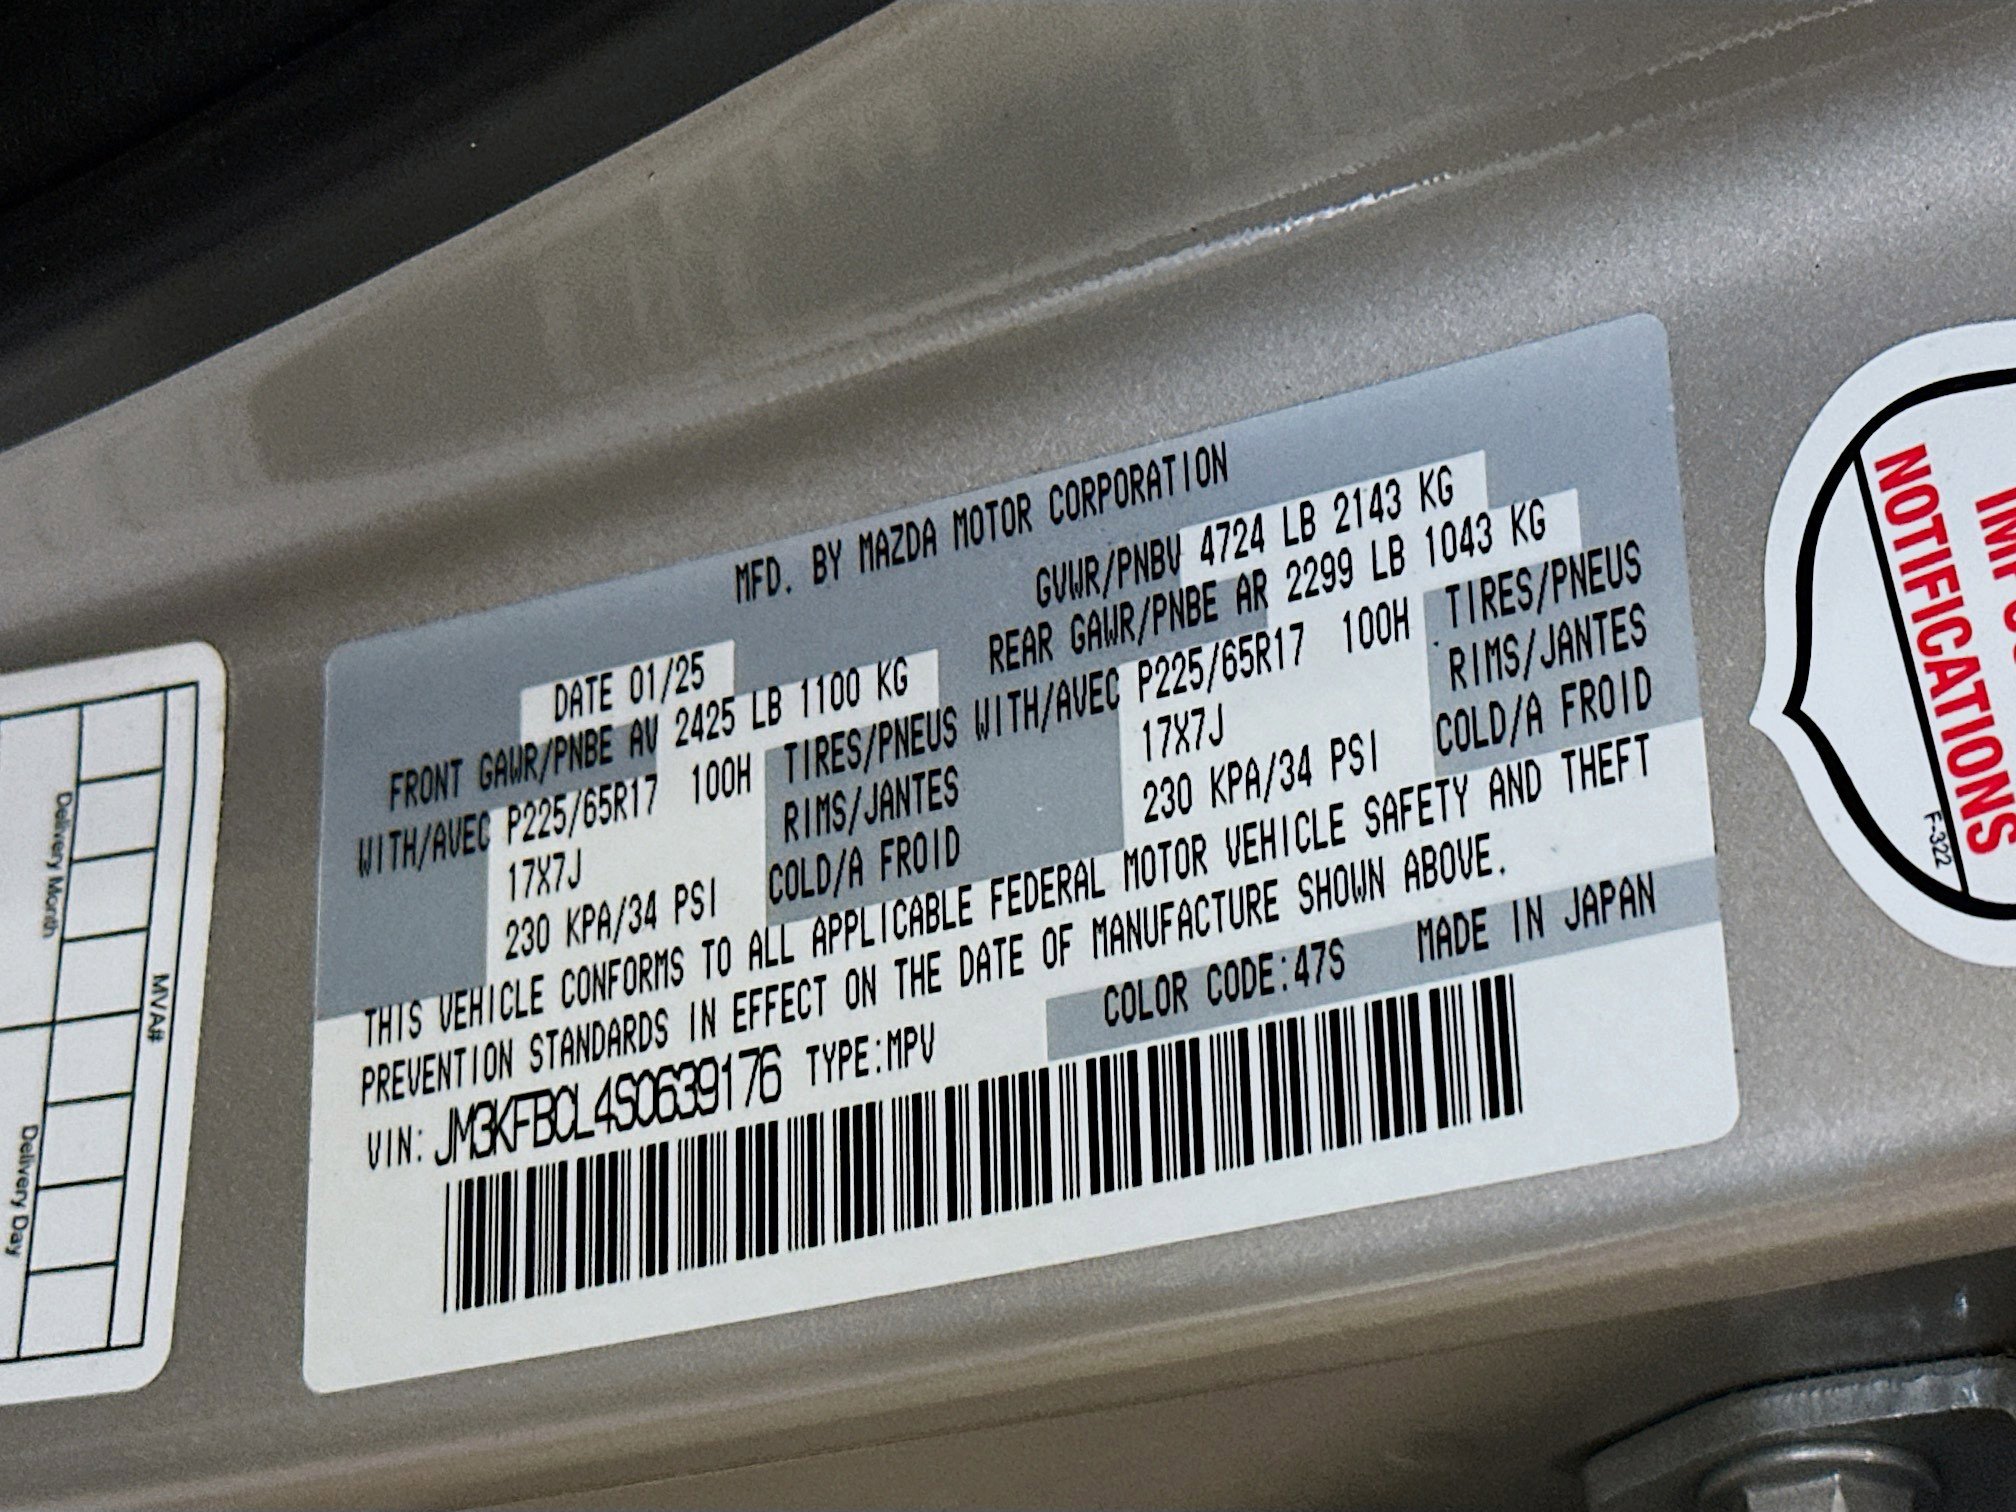 MFD. BY MAZDA MOTOR CORPORATION
DATE 01/25 GVWR/PNBV 4724 LB 2143 KG
FRONT GAWR/PNBE AV 2425 LB 1100 KG REAR GAWR/PNBE AR 2299 LB 1043 KG
WITH/AVEC P225/65R17 100H TIRES/PNEUS WITH/AVEC P225/65R17 100H TIRES/PNEUS
17X7J RIMS/JANTES 17X7J RIMS/JANTES
230 KPA/34 PSI COLD/A FROID 230 KPA/34 PSI COLD/A FROID
THIS VEHICLE CONFORMS TO ALL APPLICABLE FEDERAL MOTOR VEHICLE SAFETY AND THEFT
PREVENTION STANDARDS IN EFFECT ON THE DATE OF MANUFACTURE SHOWN ABOVE.
VIN: JM3KFBCL4S0639176 TYPE:MPV COLOR CODE:47S MADE IN JAPAN
MVA#
Delivery Month
Delivery Day
NOTIFICATIONS
F-322